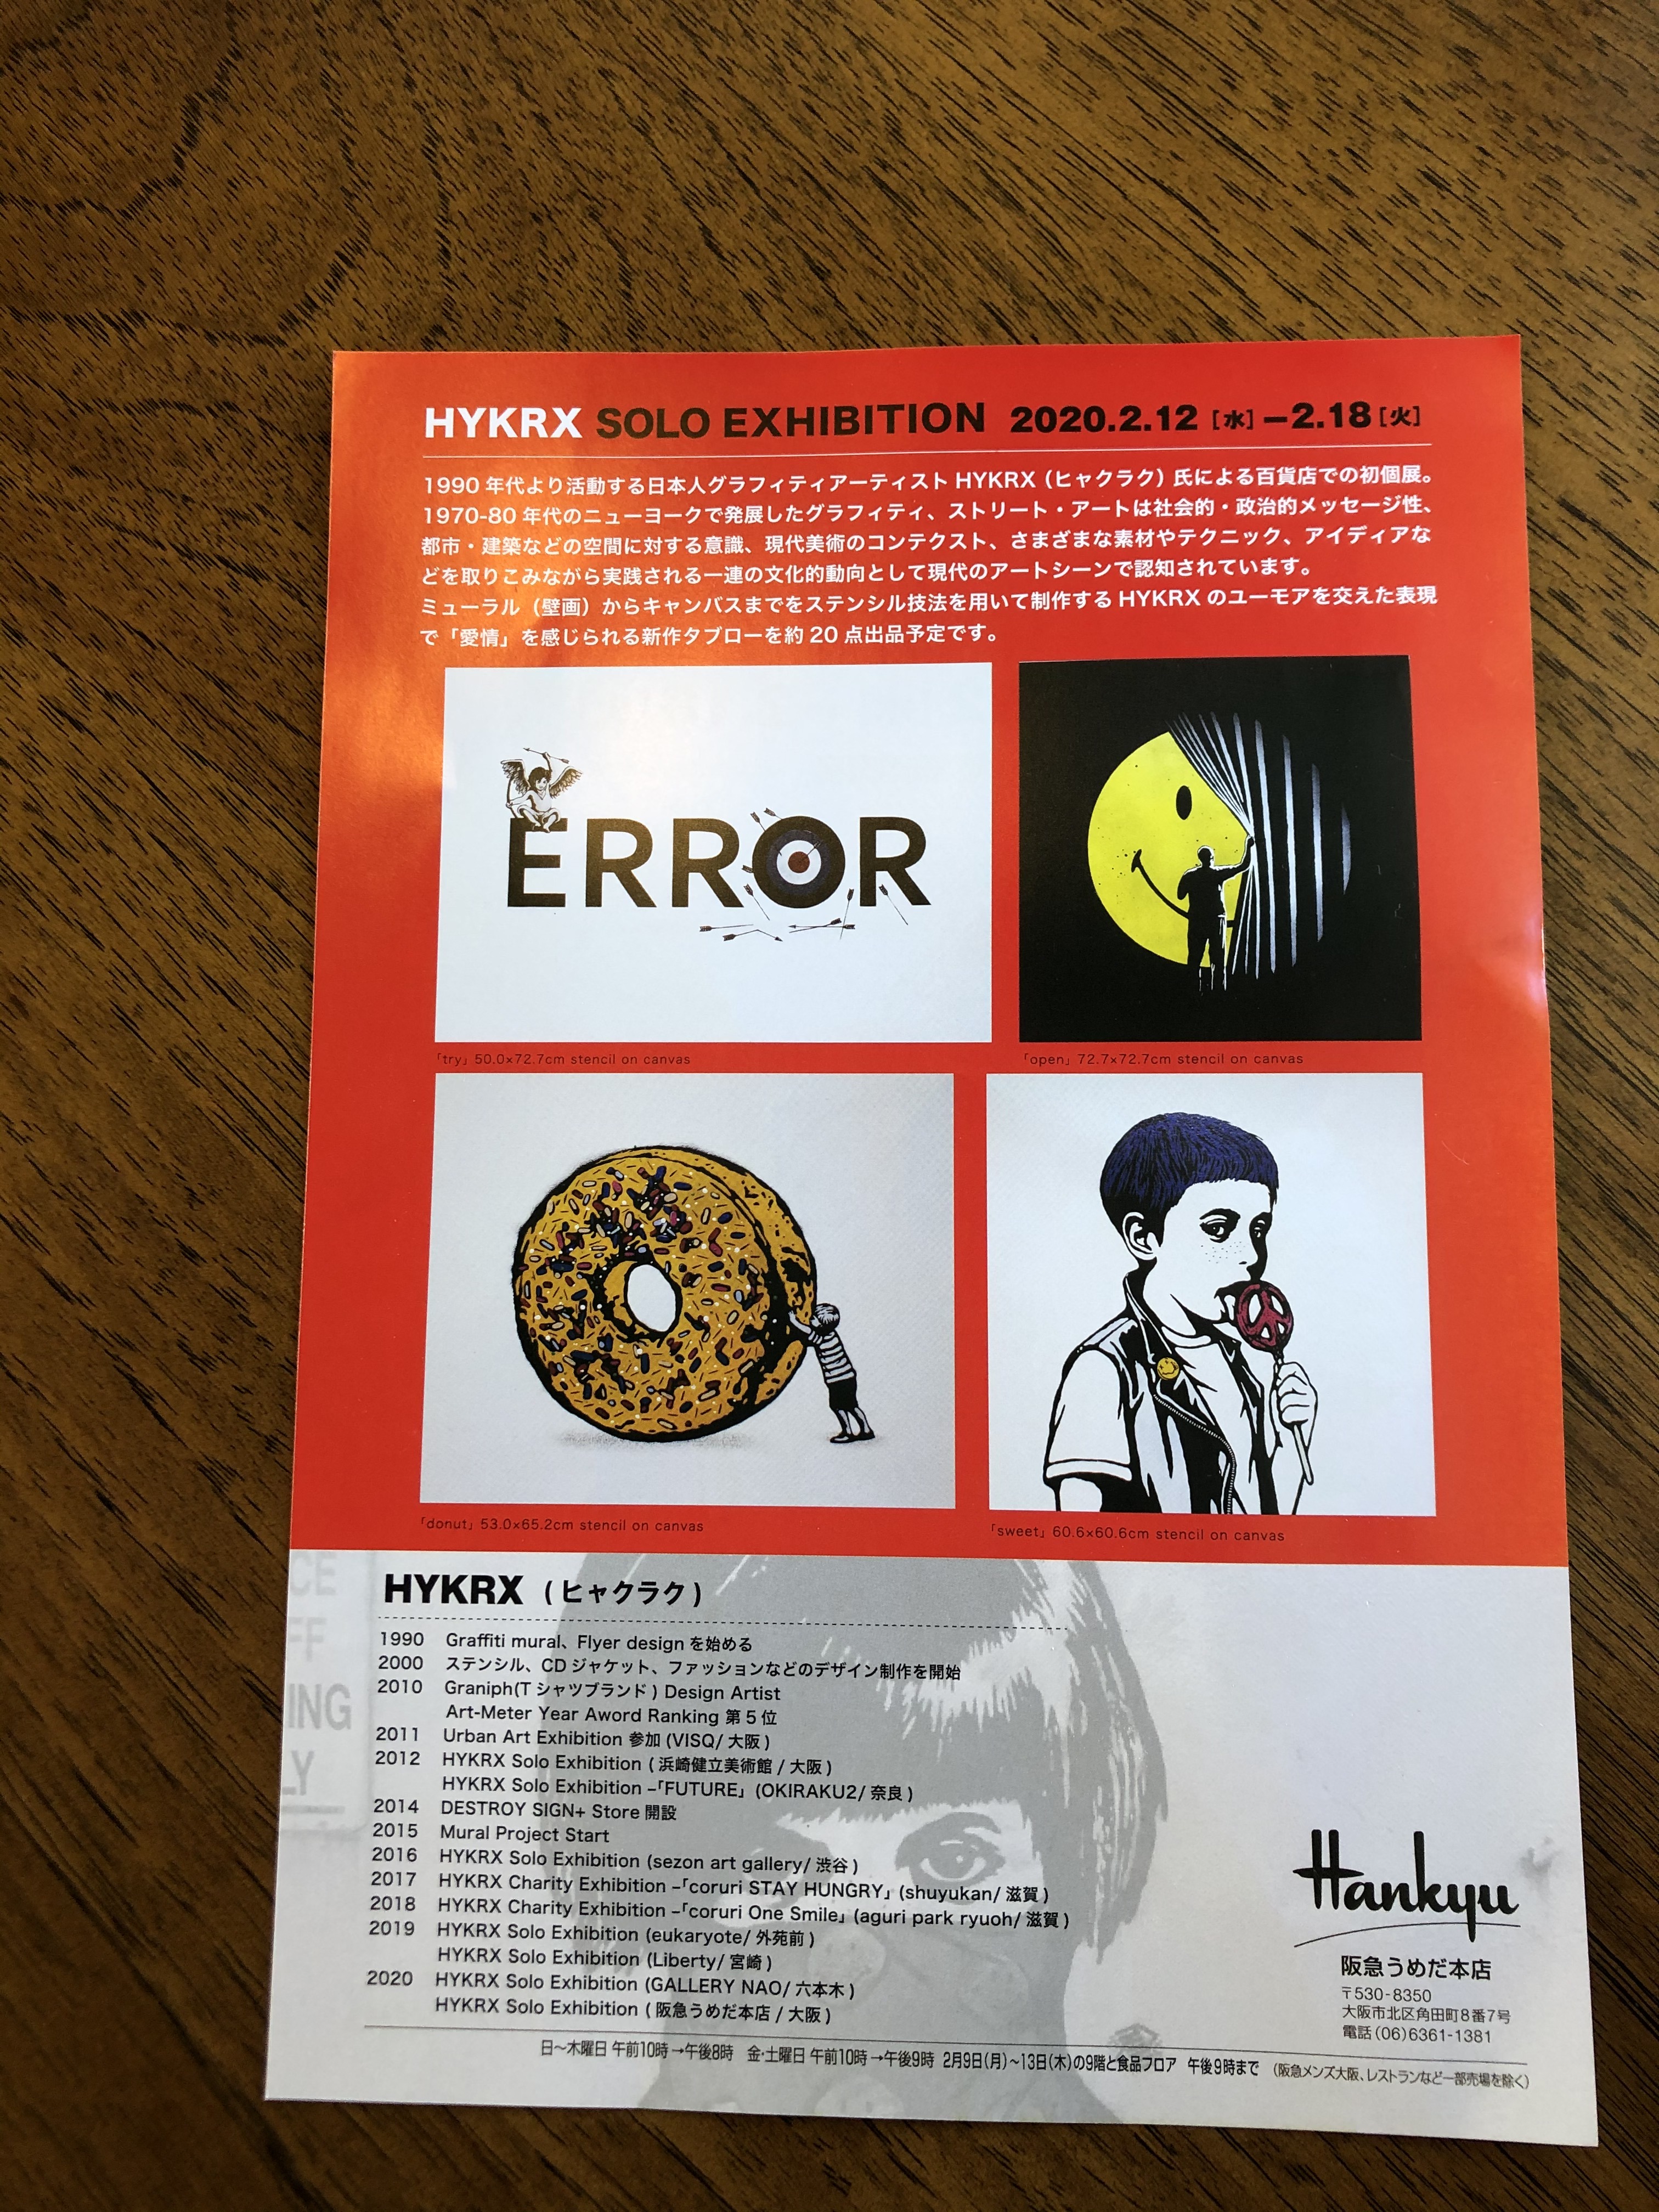 HYKRX SOLO EXHIBITION 2020.2.12 [水] –2.18 [火]
1990年代より活動する日本人グラフィティアーティスト HYKRX（ヒャクラク）氏による百貨店での初個展。
1970-80年代のニューヨークで発展したグラフィティ、ストリート・アートは社会的・政治的メッセージ性、
都市・建築などの空間に対する意識、現代美術のコンテクスト、さまざまな素材やテクニック、アイディアな
どを取りこみながら実践される一連の文化的動向として現代のアートシーンで認知されています。
ミューラル（壁画）からキャンバスまでをステンシル技法を用いて制作する HYKRX のユーモアを交えた表現
で「愛情」を感じられる新作タブローを約 20 点出品予定です。
ERROR
「try」50.0×72.7cm stencil on canvas
「open」72.7×72.7cm stencil on canvas
「donut」53.0×65.2cm stencil on canvas
「sweet」60.6×60.6cm stencil on canvas
CE
FF
ING
LY
HYKRX (ヒャクラク)
1990 Graffiti mural、Flyer design を始める
2000 ステンシル、CD ジャケット、ファッションなどのデザイン制作を開始
2010 Graniph(T シャツブランド) Design Artist
Art-Meter Year Aword Ranking 第 5 位
2011 Urban Art Exhibition 参加 (VISQ/ 大阪)
2012 HYKRX Solo Exhibition (浜崎健立美術館 / 大阪)
HYKRX Solo Exhibition –「FUTURE」(OKIRAKU2/ 奈良)
2014 DESTROY SIGN+ Store 開設
2015 Mural Project Start
2016 HYKRX Solo Exhibition (sezon art gallery/ 渋谷)
2017 HYKRX Charity Exhibition –「coruri STAY HUNGRY」(shuyukan/ 滋賀)
2018 HYKRX Charity Exhibition –「coruri One Smile」(aguri park ryuoh/ 滋賀)
2019 HYKRX Solo Exhibition (eukaryote/ 外苑前)
HYKRX Solo Exhibition (Liberty/ 宮崎)
2020 HYKRX Solo Exhibition (GALLERY NAO/ 六本木)
HYKRX Solo Exhibition (阪急うめだ本店 / 大阪)
Hankyu
阪急うめだ本店
〒530-8350
大阪市北区角田町8番7号
電話(06)6361-1381
日〜木曜日 午前10時→午後8時 金・土曜日 午前10時→午後9時 2月9日(月)〜13日(木)の9階と食品フロア 午後9時まで (阪急メンズ大阪、レストランなど一部売場を除く)